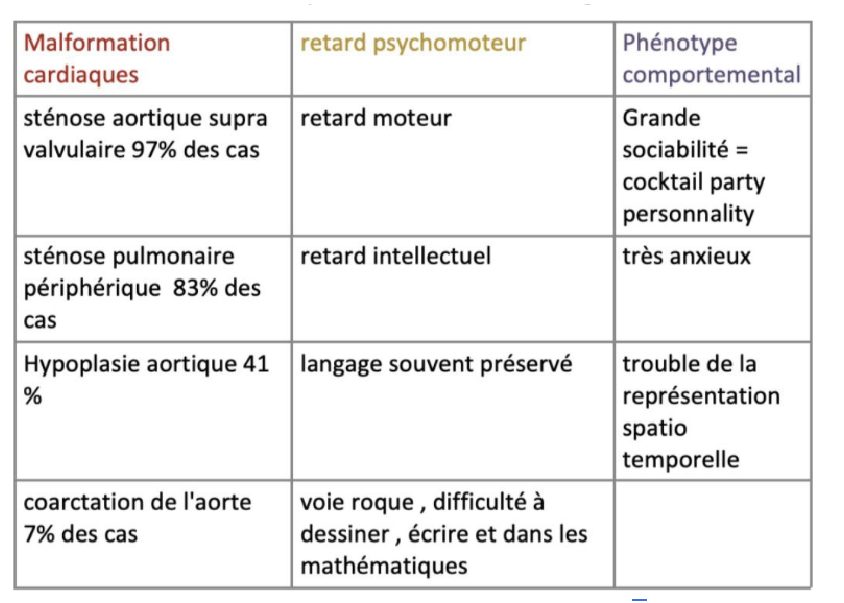 Malformation
cardiaques
retard psychomoteur
Phénotype
comportemental
sténose aortique supra
valvulaire 97% des cas
retard moteur
Grande
sociabilité =
cocktail party
personnality
sténose pulmonaire
périphérique 83% des
cas
retard intellectuel
très anxieux
Hypoplasie aortique 41
%
langage souvent préservé
trouble de la
représentation
spatio
temporelle
coarctation de l'aorte
7% des cas
voie roque , difficulté à
dessiner , écrire et dans les
mathématiques